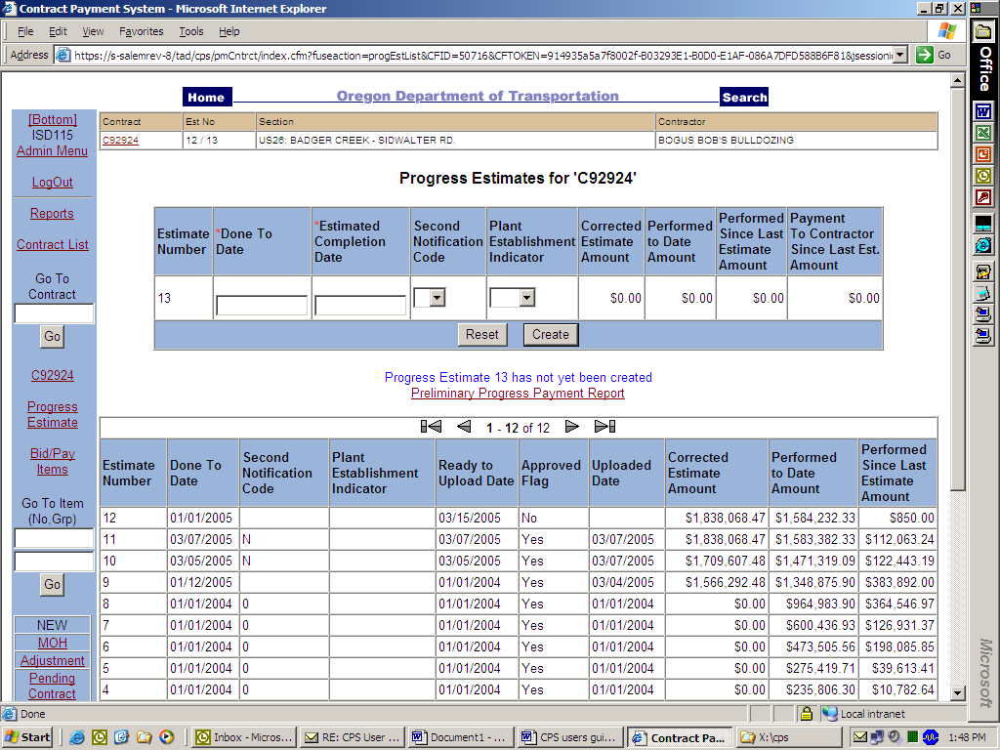 Contract Payment System - Microsoft Internet Explorer
File Edit View Favorites Tools Help
Address https://s-salemrev-8/tad/cps/pmCntrct/index.cfm?fuseaction=progEstList&CFID=50716&CFTOKEN=914935a5a7f8002f-B03293E1-B0D0-E1AF-086A7DFD588B6F81&jsessioni Go
Office
Home Oregon Department of Transportation Search
[Bottom]
ISD115
Admin Menu
LogOut
Reports
Contract List
Go To
Contract
Go
C92924
Progress
Estimate
Bid/Pay
Items
Go To Item
(No,Grp)
Go
NEW
MOH
Adjustment
Pending
Contract
Contract Est No Section Contractor
C92924 12 / 13 US26: BADGER CREEK - SIDWALTER RD. BOGUS BOB'S BULLDOZING
Progress Estimates for 'C92924'
Estimate Number *Done To Date *Estimated Completion Date Second Notification Code Plant Establishment Indicator Corrected Estimate Amount Performed to Date Amount Performed Since Last Estimate Amount Payment To Contractor Since Last Est. Amount
13 $0.00 $0.00 $0.00 $0.00
Reset Create
Progress Estimate 13 has not yet been created
Preliminary Progress Payment Report
1 - 12 of 12
Estimate Number Done To Date Second Notification Code Plant Establishment Indicator Ready to Upload Date Approved Flag Uploaded Date Corrected Estimate Amount Performed to Date Amount Performed Since Last Estimate Amount
12 01/01/2005 03/15/2005 No $1,838,068.47 $1,584,232.33 $850.00
11 03/07/2005 N 03/07/2005 Yes 03/07/2005 $1,838,068.47 $1,583,382.33 $112,063.24
10 03/05/2005 N 03/05/2005 Yes 03/07/2005 $1,709,607.48 $1,471,319.09 $122,443.19
9 01/12/2005 01/01/2004 Yes 03/04/2005 $1,566,292.48 $1,348,875.90 $383,892.00
8 01/01/2004 0 01/01/2004 Yes 01/01/2004 $0.00 $964,983.90 $364,546.97
7 01/01/2004 0 01/01/2004 Yes 01/01/2004 $0.00 $600,436.93 $126,931.37
6 01/01/2004 0 01/01/2004 Yes 01/01/2004 $0.00 $473,505.56 $198,085.85
5 01/01/2004 0 01/01/2004 Yes 01/01/2004 $0.00 $275,419.71 $39,613.41
4 01/01/2004 0 01/01/2004 Yes 01/01/2004 $0.00 $235,806.30 $10,782.64
Microsoft
Done Local intranet
Start Inbox - Micros... RE: CPS User ... Document1 - ... CPS users gui... Contract Pa... X:\cps 1:48 PM